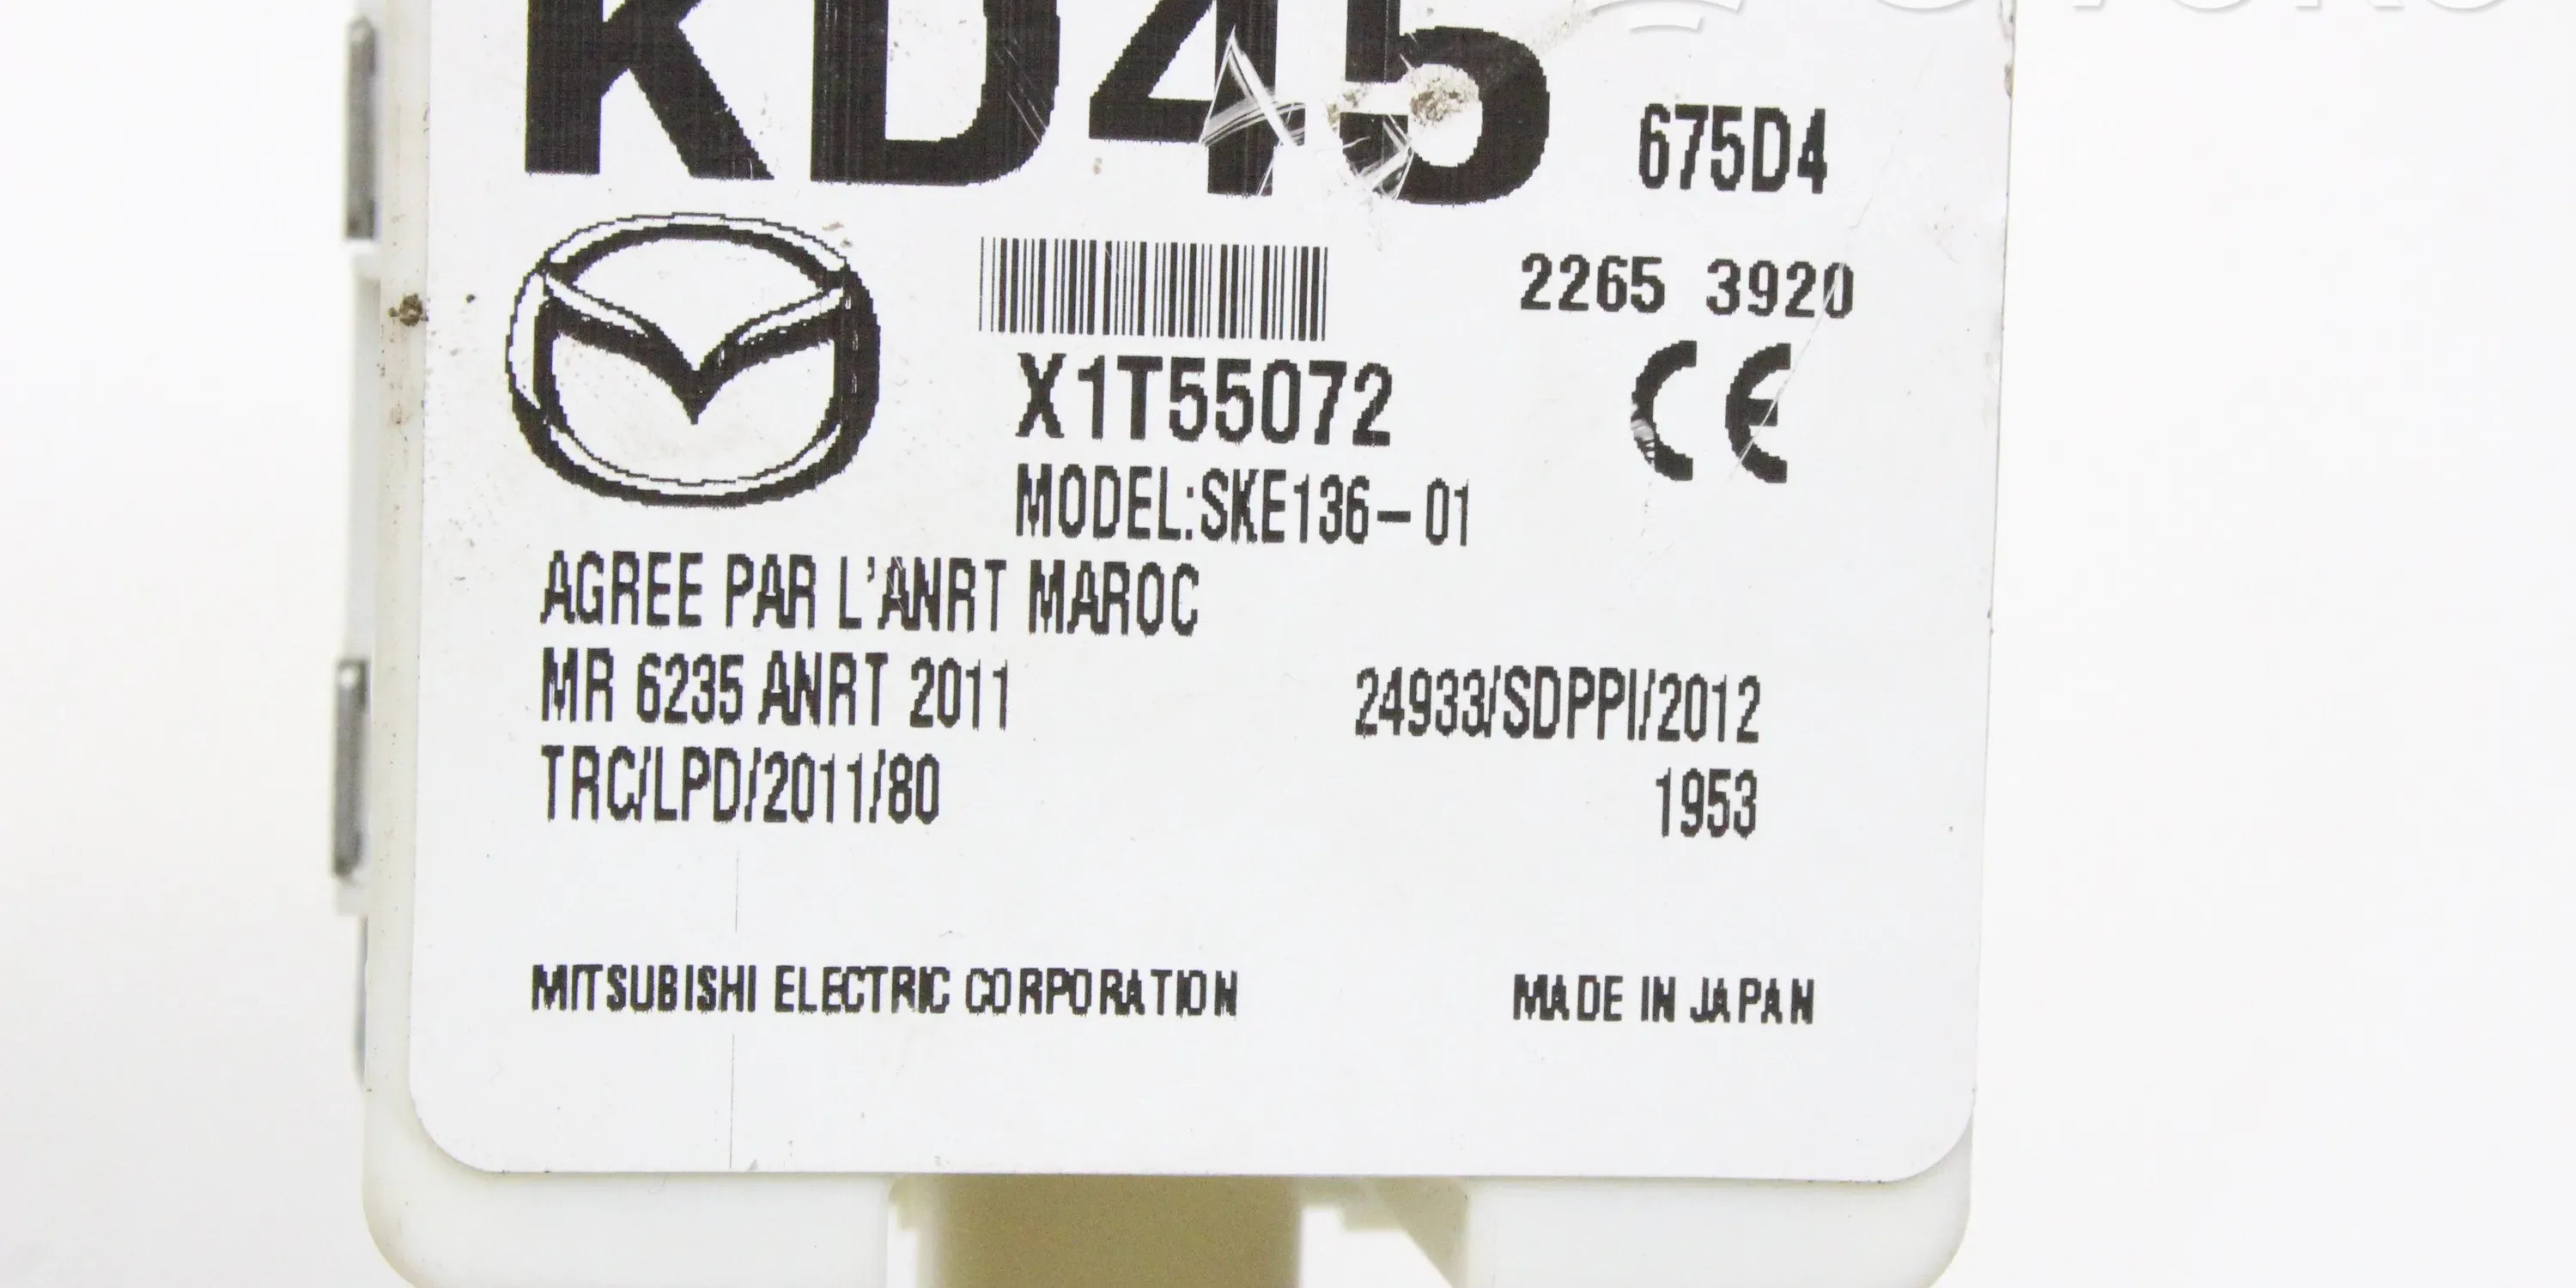 KD45
675D4
2265 3920
X1T55072
CE
MODEL:SKE136-01
AGREE PAR L'ANRT MAROC
MR 6235 ANRT 2011
24933/SDPPI/2012
TRC/LPD/2011/80
1953
MITSUBISHI ELECTRIC CORPORATION
MADE IN JAPAN